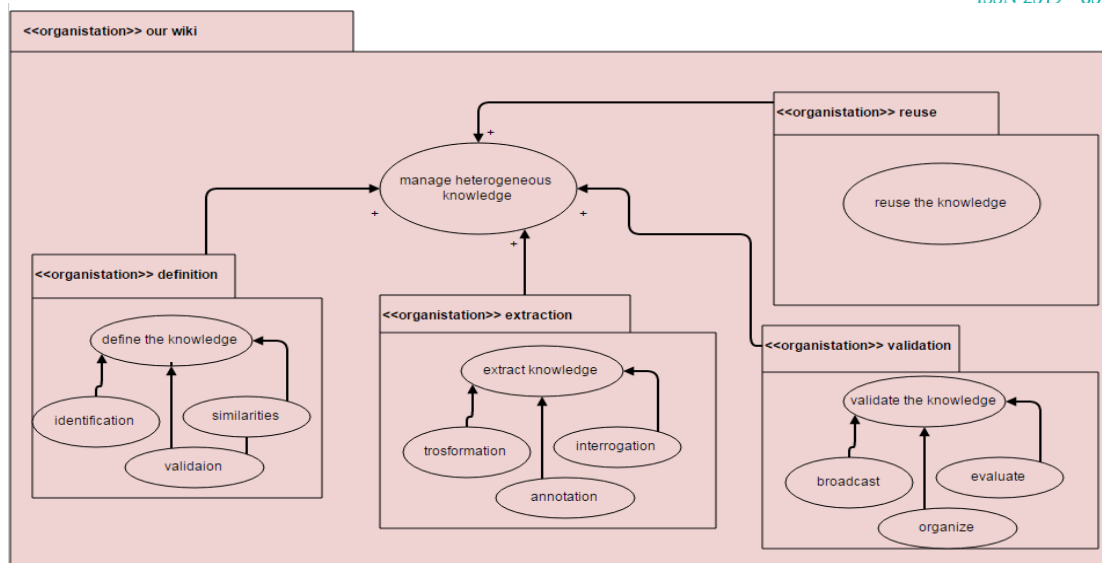 <<organistation>> our wiki
<<organistation>> reuse
+
manage heterogeneous
knowledge
reuse the knowledge
+
+
+
<<organistation>> definition
<<organistation>> extraction
define the knowledge
<<organistation>> validation
extract knowledge
validate the knowledge
identification
similarities
trosformation
interrogation
validaion
broadcast
evaluate
annotation
organize